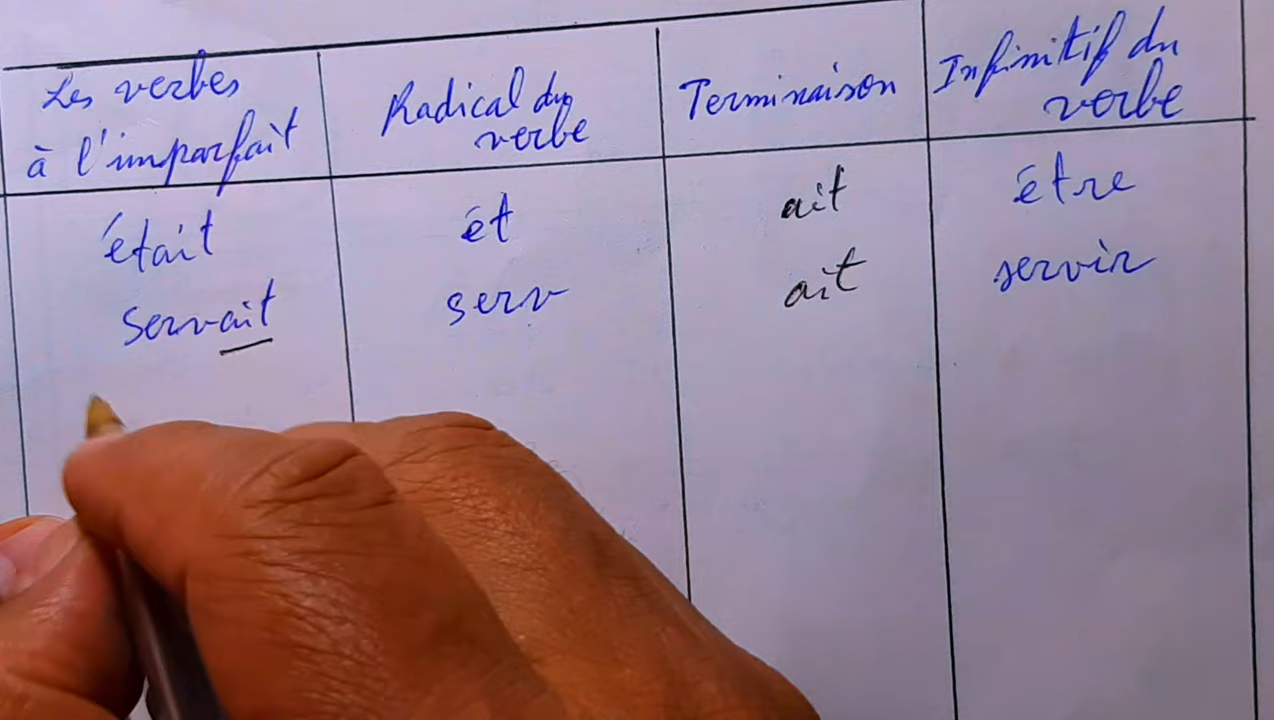 Les verbes
à l'imparfait
Radical du
verbe
Terminaison
Infinitif du
verbe
était
ét
ait
être
servait
serv
ait
servir